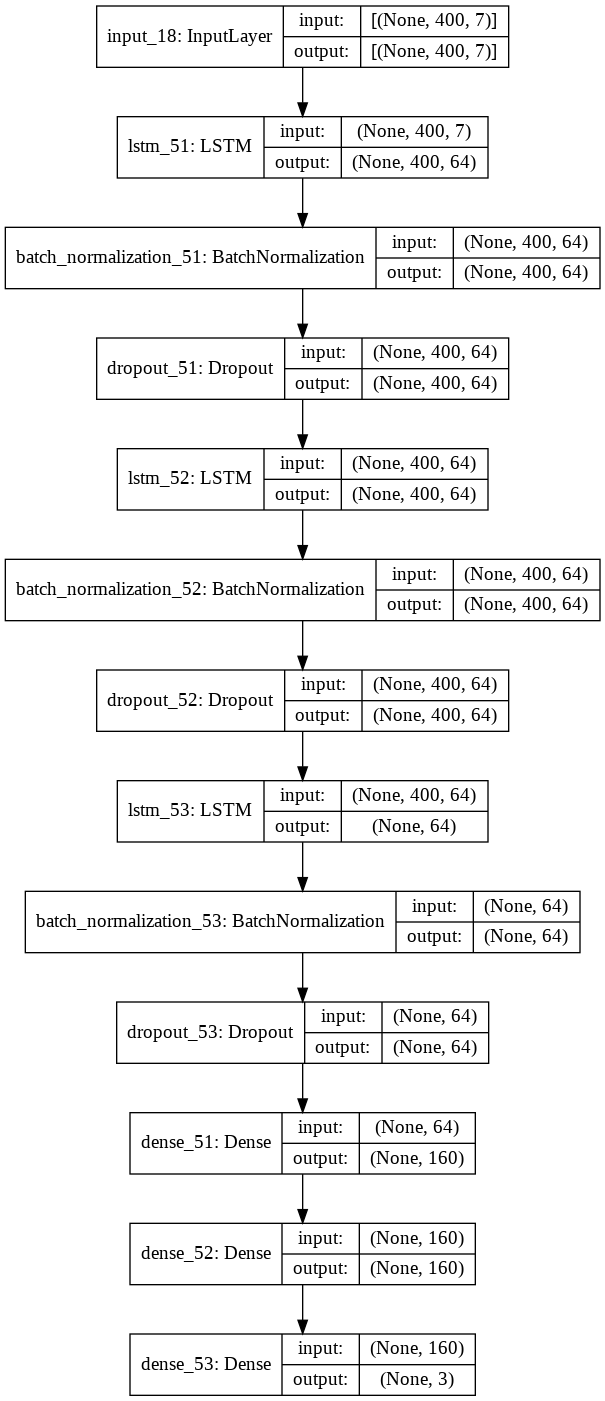 input_18: InputLayer
input: [(None, 400, 7)]
output: [(None, 400, 7)]
lstm_51: LSTM
input: (None, 400, 7)
output: (None, 400, 64)
batch_normalization_51: BatchNormalization
input: (None, 400, 64)
output: (None, 400, 64)
dropout_51: Dropout
input: (None, 400, 64)
output: (None, 400, 64)
lstm_52: LSTM
input: (None, 400, 64)
output: (None, 400, 64)
batch_normalization_52: BatchNormalization
input: (None, 400, 64)
output: (None, 400, 64)
dropout_52: Dropout
input: (None, 400, 64)
output: (None, 400, 64)
lstm_53: LSTM
input: (None, 400, 64)
output: (None, 64)
batch_normalization_53: BatchNormalization
input: (None, 64)
output: (None, 64)
dropout_53: Dropout
input: (None, 64)
output: (None, 64)
dense_51: Dense
input: (None, 64)
output: (None, 160)
dense_52: Dense
input: (None, 160)
output: (None, 160)
dense_53: Dense
input: (None, 160)
output: (None, 3)